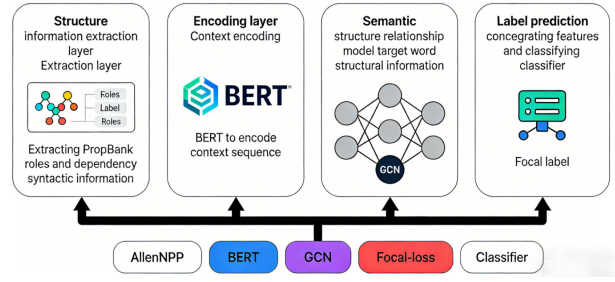 Structure
information extraction
layer
Extraction layer
Foles
Label
Roles
Extracting PropBank
roles and dependency
syntactic information
Encoding layer
Context encoding
BERT
BERT to encode
context sequence
Semantic
structure relationship
model target word
structural information
GCN
Label prediction
concegrating features
and classifying
classifier
Focal label
AllenNPP
BERT
GCN
Focal-loss
Classifier